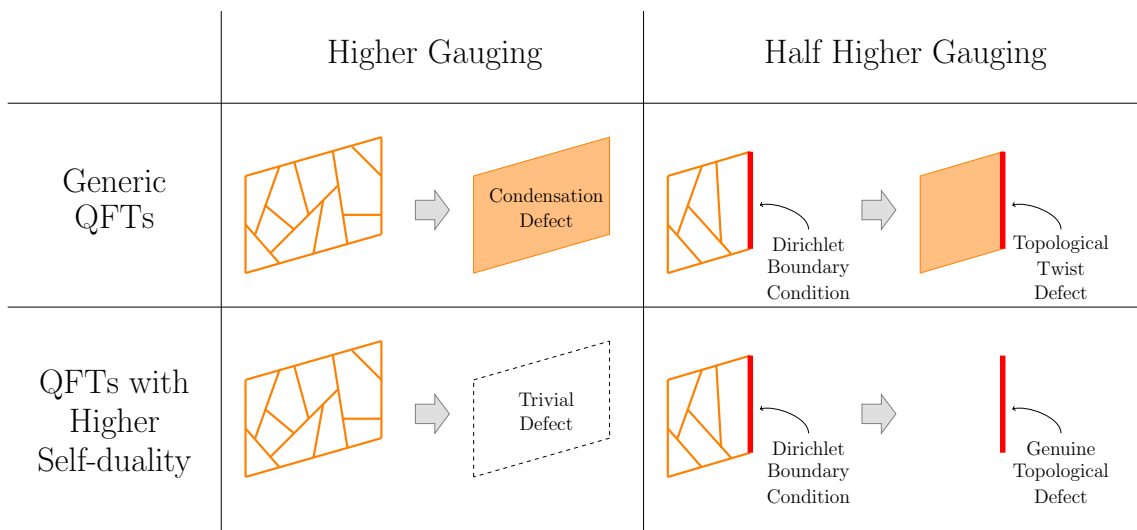 Higher Gauging
Half Higher Gauging
Generic
QFTs
Condensation
Defect
Dirichlet
Boundary
Condition
Topological
Twist
Defect
QFTs with
Higher
Self-duality
Trivial
Defect
Dirichlet
Boundary
Condition
Genuine
Topological
Defect